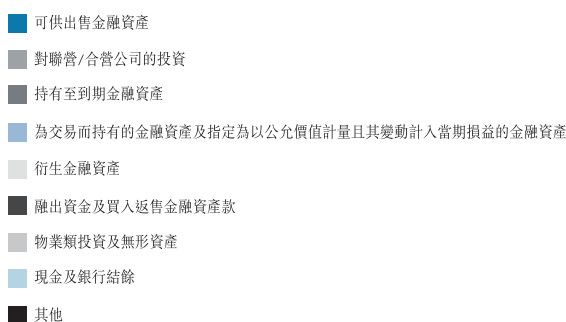 可供出售金融資產
對聯營/合營公司的投資
持有至到期金融資產
為交易而持有的金融資產及指定為以公允價值計量且其變動計入當期損益的金融資產
衍生金融資產
融出資金及買入返售金融資產款
物業類投資及無形資產
現金及銀行結餘
其他